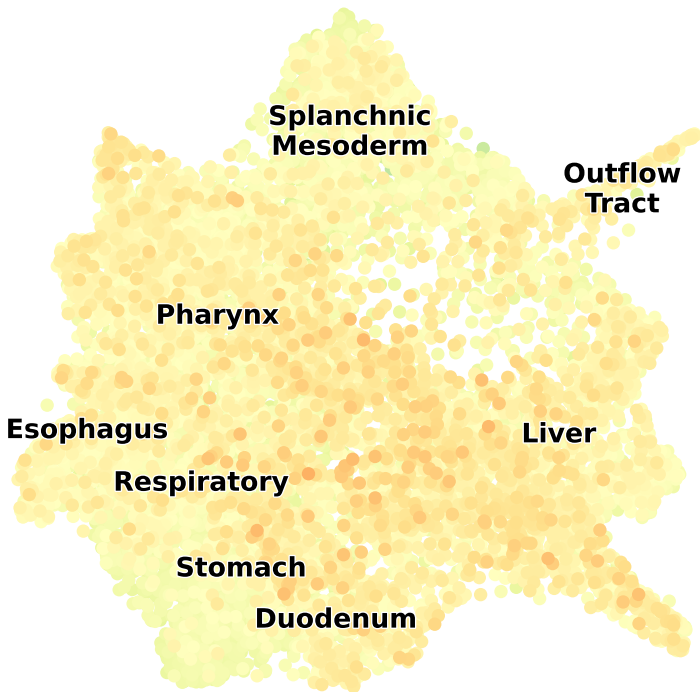 Splanchnic
Mesoderm
Outflow
Tract
Pharynx
Esophagus
Liver
Respiratory
Stomach
Duodenum